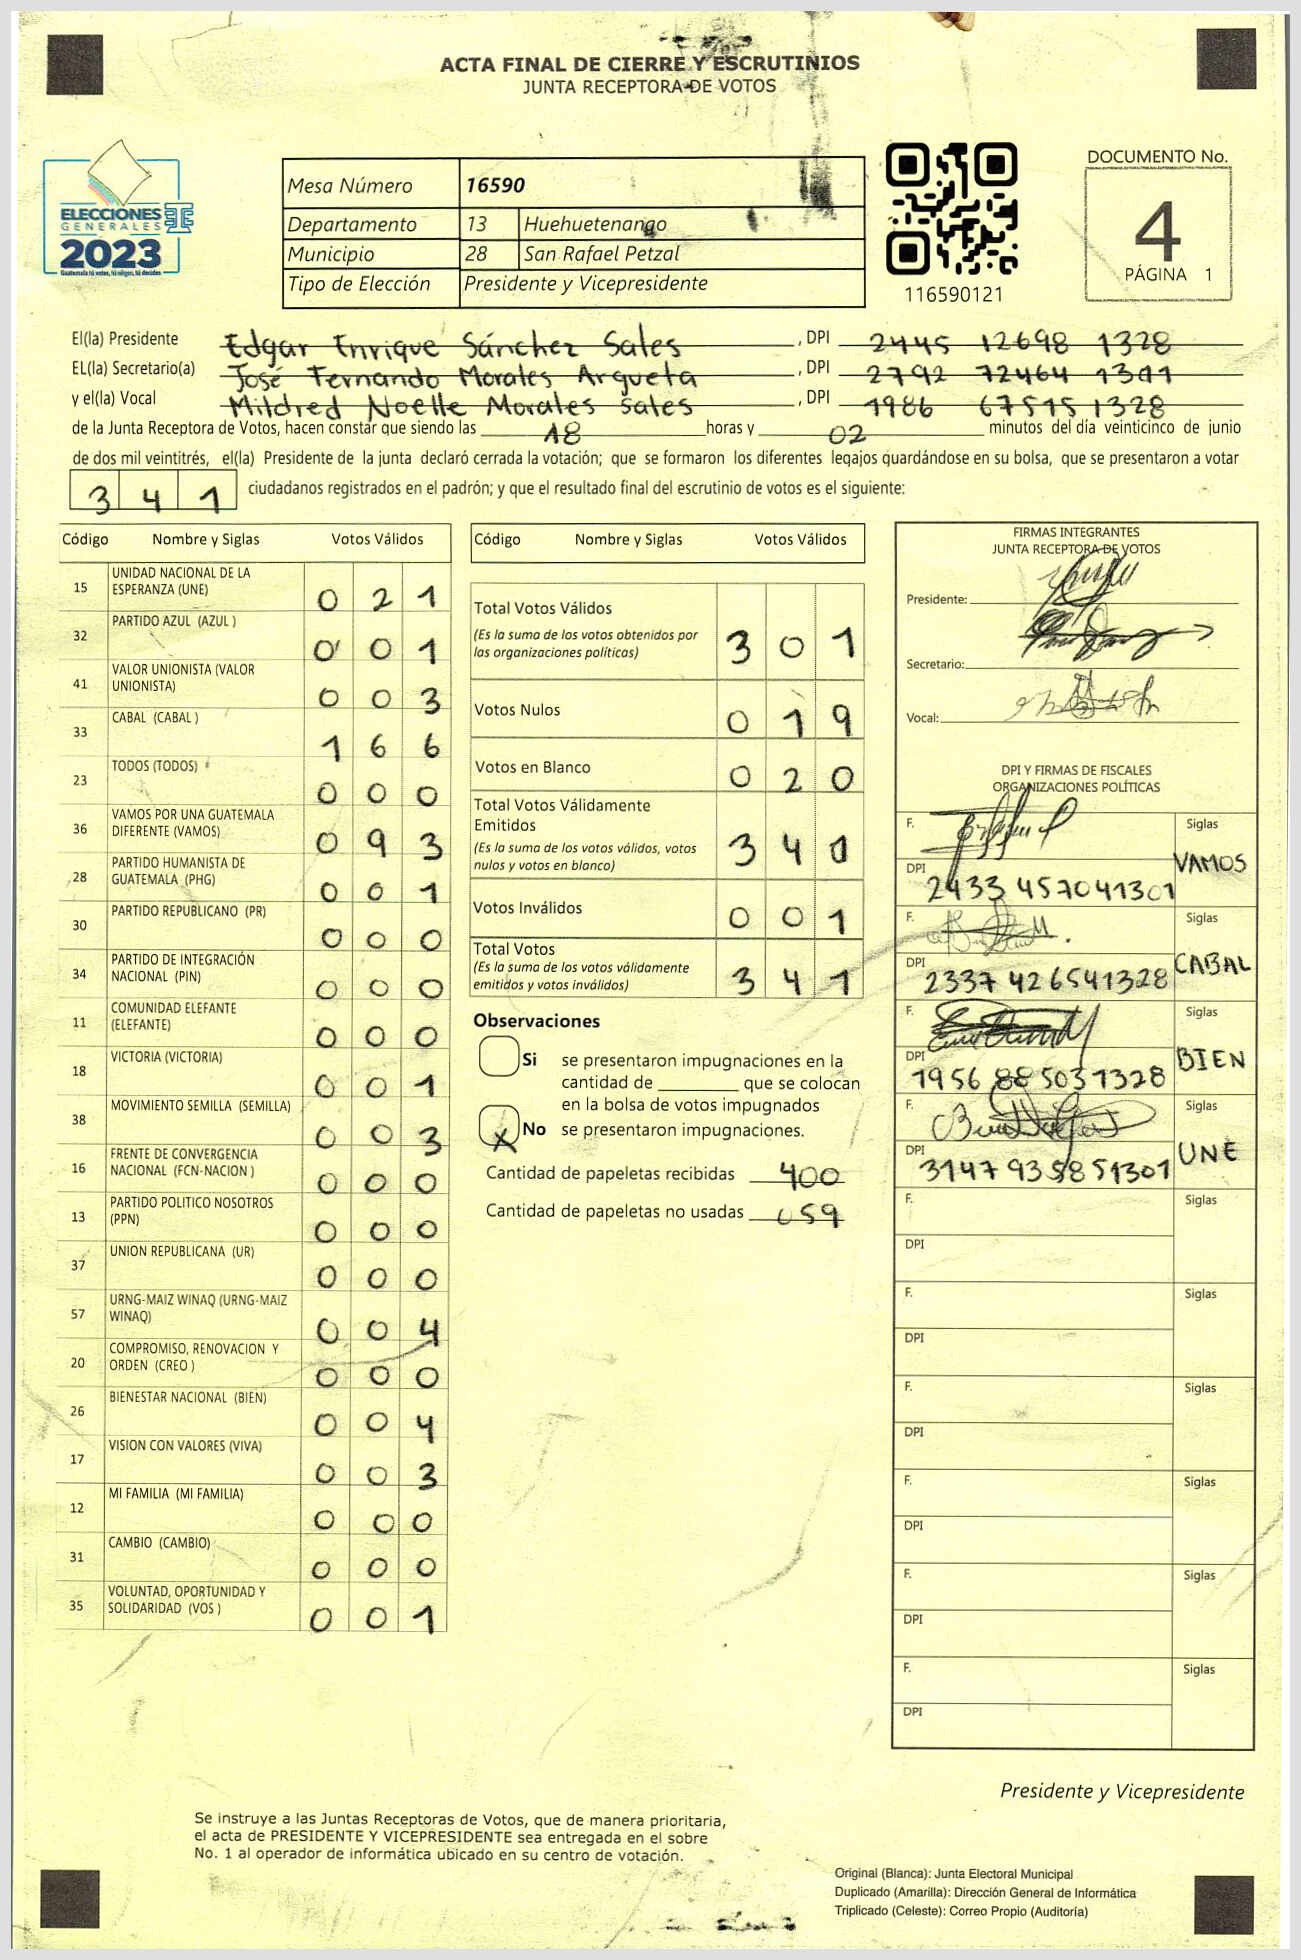 ACTA FINAL DE CIERRE Y ESCRUTINIOS
JUNTA RECEPTORA DE VOTOS
ELECCIONES
GENERALES
2023
Guatemala tú votas, tú eliges, tú decides
Mesa Número 16590
Departamento 13 Huehuetenango
Municipio 28 San Rafael Petzal
Tipo de Elección Presidente y Vicepresidente
116590121
DOCUMENTO No.
4
PÁGINA 1
El(la) Presidente Edgar Enrique Sánchez Sales , DPI 2445 12698 1328
EL(la) Secretario(a) José Fernando Morales Argueta , DPI 2792 72464 1301
y el(la) Vocal Mildred Noelle Morales Sales , DPI 1986 67515 1328
de la Junta Receptora de Votos, hacen constar que siendo las 18 horas y 02 minutos del día veinticinco de junio
de dos mil veintitrés, el(la) Presidente de la junta declaró cerrada la votación; que se formaron los diferentes legajos guardándose en su bolsa, que se presentaron a votar
341 ciudadanos registrados en el padrón; y que el resultado final del escrutinio de votos es el siguiente:
Código Nombre y Siglas Votos Válidos
15 UNIDAD NACIONAL DE LA ESPERANZA (UNE) 0 2 1
32 PARTIDO AZUL (AZUL ) 0 0 1
41 VALOR UNIONISTA (VALOR UNIONISTA) 0 0 3
33 CABAL (CABAL ) 1 6 6
23 TODOS (TODOS) 0 0 0
36 VAMOS POR UNA GUATEMALA DIFERENTE (VAMOS) 0 9 3
28 PARTIDO HUMANISTA DE GUATEMALA (PHG) 0 0 1
30 PARTIDO REPUBLICANO (PR) 0 0 0
34 PARTIDO DE INTEGRACIÓN NACIONAL (PIN) 0 0 0
11 COMUNIDAD ELEFANTE (ELEFANTE) 0 0 0
18 VICTORIA (VICTORIA) 0 0 1
38 MOVIMIENTO SEMILLA (SEMILLA) 0 0 3
16 FRENTE DE CONVERGENCIA NACIONAL (FCN-NACION ) 0 0 0
13 PARTIDO POLITICO NOSOTROS (PPN) 0 0 0
37 UNION REPUBLICANA (UR) 0 0 0
57 URNG-MAIZ WINAQ (URNG-MAIZ WINAQ) 0 0 4
20 COMPROMISO, RENOVACION Y ORDEN (CREO ) 0 0 0
26 BIENESTAR NACIONAL (BIEN) 0 0 4
17 VISION CON VALORES (VIVA) 0 0 3
12 MI FAMILIA (MI FAMILIA) 0 0 0
31 CAMBIO (CAMBIO) 0 0 0
35 VOLUNTAD, OPORTUNIDAD Y SOLIDARIDAD (VOS ) 0 0 1
Código Nombre y Siglas Votos Válidos
Total Votos Válidos 3 0 1
(Es la suma de los votos obtenidos por
las organizaciones políticas)
Votos Nulos 0 1 9
Votos en Blanco 0 2 0
Total Votos Válidamente
Emitidos 3 4 0
(Es la suma de los votos válidos, votos
nulos y votos en blanco)
Votos Inválidos 0 0 1
Total Votos 3 4 1
(Es la suma de los votos válidamente
emitidos y votos inválidos)
Observaciones
Si se presentaron impugnaciones en la
cantidad de ________ que se colocan
en la bolsa de votos impugnados
X No se presentaron impugnaciones.
Cantidad de papeletas recibidas 400
Cantidad de papeletas no usadas 059
FIRMAS INTEGRANTES
JUNTA RECEPTORA DE VOTOS
Presidente:
Secretario:
Vocal:
DPI Y FIRMAS DE FISCALES
ORGANIZACIONES POLÍTICAS
F. Siglas
DPI 2433 457041301 VAMOS
F. Siglas
DPI 2337 426541328 CABAL
F. Siglas
DPI 1956 885031328 BIEN
F. Siglas
DPI 3147 935851301 UNE
F. Siglas
DPI
F. Siglas
DPI
F. Siglas
DPI
F. Siglas
DPI
F. Siglas
DPI
F. Siglas
DPI
Presidente y Vicepresidente
Se instruye a las Juntas Receptoras de Votos, que de manera prioritaria,
el acta de PRESIDENTE Y VICEPRESIDENTE sea entregada en el sobre
No. 1 al operador de informática ubicado en su centro de votación.
Original (Blanca): Junta Electoral Municipal
Duplicado (Amarilla): Dirección General de Informática
Triplicado (Celeste): Correo Propio (Auditoría)